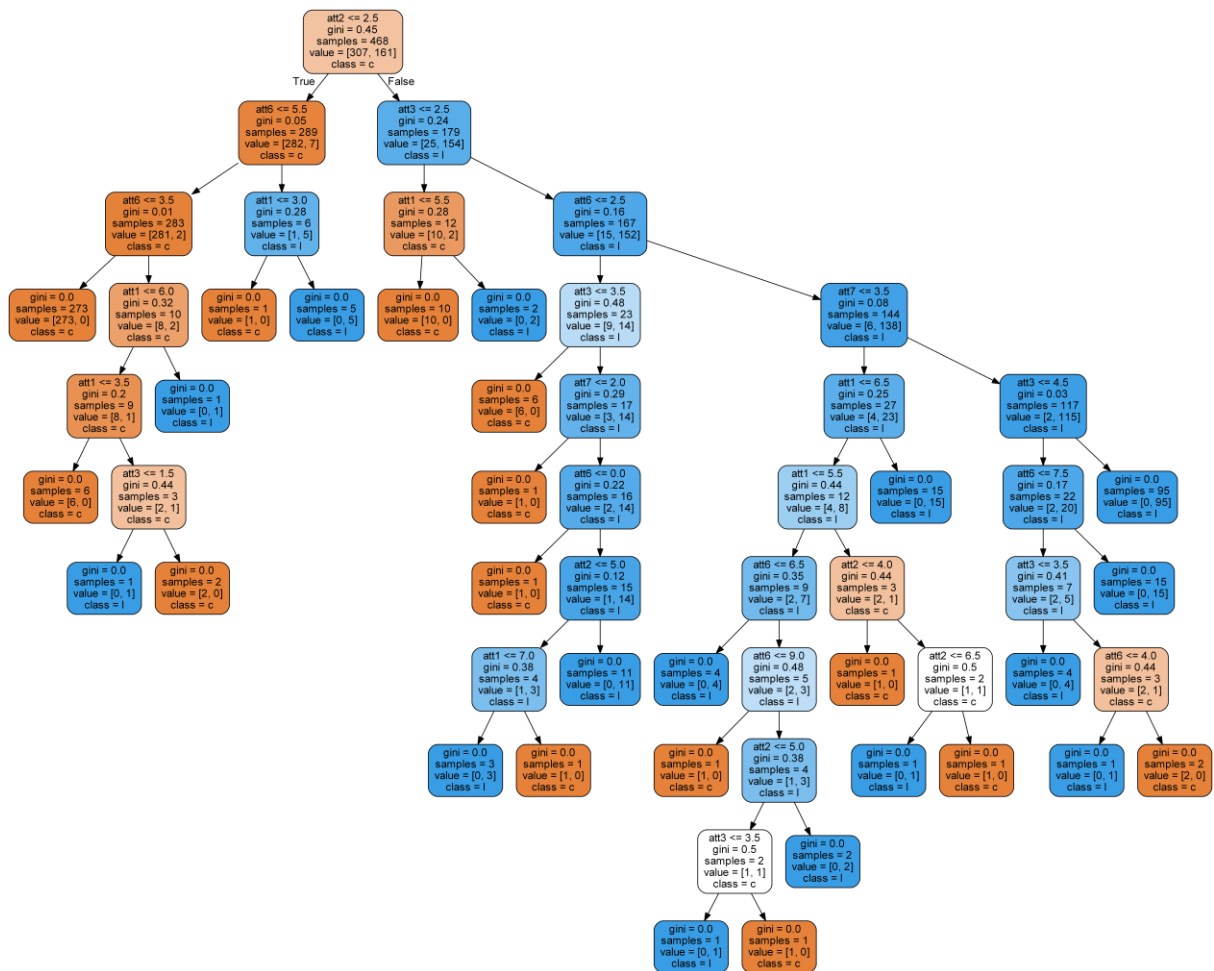 att2 <= 2.5
gini = 0.45
samples = 468
value = [307, 161]
class = c
True
False
att6 <= 5.5
gini = 0.05
samples = 289
value = [282, 7]
class = c
att3 <= 2.5
gini = 0.24
samples = 179
value = [25, 154]
class = l
att6 <= 3.5
gini = 0.01
samples = 283
value = [281, 2]
class = c
att1 <= 3.0
gini = 0.28
samples = 6
value = [1, 5]
class = l
att1 <= 5.5
gini = 0.28
samples = 12
value = [10, 2]
class = c
att6 <= 2.5
gini = 0.16
samples = 167
value = [15, 152]
class = l
gini = 0.0
samples = 273
value = [273, 0]
class = c
att1 <= 6.0
gini = 0.32
samples = 10
value = [8, 2]
class = c
gini = 0.0
samples = 1
value = [1, 0]
class = c
gini = 0.0
samples = 5
value = [0, 5]
class = l
gini = 0.0
samples = 10
value = [10, 0]
class = c
gini = 0.0
samples = 2
value = [0, 2]
class = l
att3 <= 3.5
gini = 0.48
samples = 23
value = [9, 14]
class = l
att7 <= 3.5
gini = 0.08
samples = 144
value = [6, 138]
class = l
att1 <= 3.5
gini = 0.2
samples = 9
value = [8, 1]
class = c
gini = 0.0
samples = 1
value = [0, 1]
class = l
gini = 0.0
samples = 6
value = [6, 0]
class = c
att7 <= 2.0
gini = 0.29
samples = 17
value = [3, 14]
class = l
att1 <= 6.5
gini = 0.25
samples = 27
value = [4, 23]
class = l
att3 <= 4.5
gini = 0.03
samples = 117
value = [2, 115]
class = l
gini = 0.0
samples = 6
value = [6, 0]
class = c
att3 <= 1.5
gini = 0.44
samples = 3
value = [2, 1]
class = c
gini = 0.0
samples = 1
value = [1, 0]
class = c
att6 <= 0.0
gini = 0.22
samples = 16
value = [2, 14]
class = l
att1 <= 5.5
gini = 0.44
samples = 12
value = [4, 8]
class = l
gini = 0.0
samples = 15
value = [0, 15]
class = l
att6 <= 7.5
gini = 0.17
samples = 22
value = [2, 20]
class = l
gini = 0.0
samples = 95
value = [0, 95]
class = l
gini = 0.0
samples = 1
value = [0, 1]
class = l
gini = 0.0
samples = 2
value = [2, 0]
class = c
gini = 0.0
samples = 1
value = [1, 0]
class = c
att2 <= 5.0
gini = 0.12
samples = 15
value = [1, 14]
class = l
att6 <= 6.5
gini = 0.35
samples = 9
value = [2, 7]
class = l
att2 <= 4.0
gini = 0.44
samples = 3
value = [2, 1]
class = c
att3 <= 3.5
gini = 0.41
samples = 7
value = [2, 5]
class = l
gini = 0.0
samples = 15
value = [0, 15]
class = l
att1 <= 7.0
gini = 0.38
samples = 4
value = [1, 3]
class = l
gini = 0.0
samples = 11
value = [0, 11]
class = l
gini = 0.0
samples = 4
value = [0, 4]
class = l
att6 <= 9.0
gini = 0.48
samples = 5
value = [2, 3]
class = l
gini = 0.0
samples = 1
value = [1, 0]
class = c
att2 <= 6.5
gini = 0.5
samples = 2
value = [1, 1]
class = c
gini = 0.0
samples = 4
value = [0, 4]
class = l
att6 <= 4.0
gini = 0.44
samples = 3
value = [2, 1]
class = c
gini = 0.0
samples = 3
value = [0, 3]
class = l
gini = 0.0
samples = 1
value = [1, 0]
class = c
gini = 0.0
samples = 1
value = [1, 0]
class = c
att2 <= 5.0
gini = 0.38
samples = 4
value = [1, 3]
class = l
gini = 0.0
samples = 1
value = [0, 1]
class = l
gini = 0.0
samples = 1
value = [1, 0]
class = c
gini = 0.0
samples = 1
value = [0, 1]
class = l
gini = 0.0
samples = 2
value = [2, 0]
class = c
att3 <= 3.5
gini = 0.5
samples = 2
value = [1, 1]
class = c
gini = 0.0
samples = 2
value = [0, 2]
class = l
gini = 0.0
samples = 1
value = [0, 1]
class = l
gini = 0.0
samples = 1
value = [1, 0]
class = c